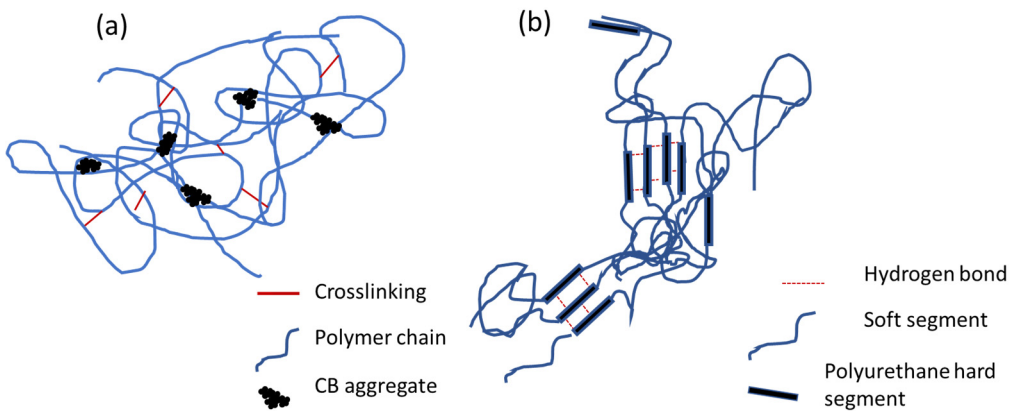 (a)
Crosslinking
Polymer chain
CB aggregate
(b)
Hydrogen bond
Soft segment
Polyurethane hard
segment